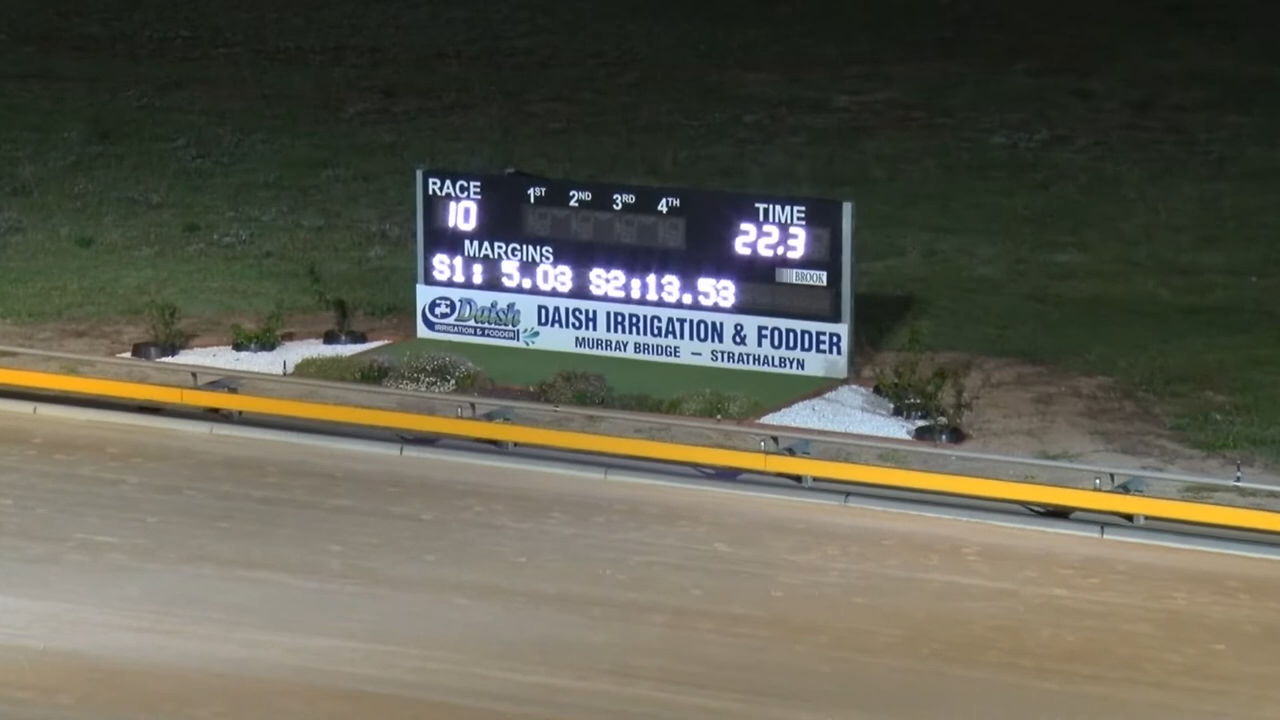 RACE 1ST 2ND 3RD 4TH TIME
10 22.3
MARGINS
S1: 5.03 S2:13.53
BROOK
Daish
IRRIGATION & FODDER
DAISH IRRIGATION & FODDER
MURRAY BRIDGE — STRATHALBYN